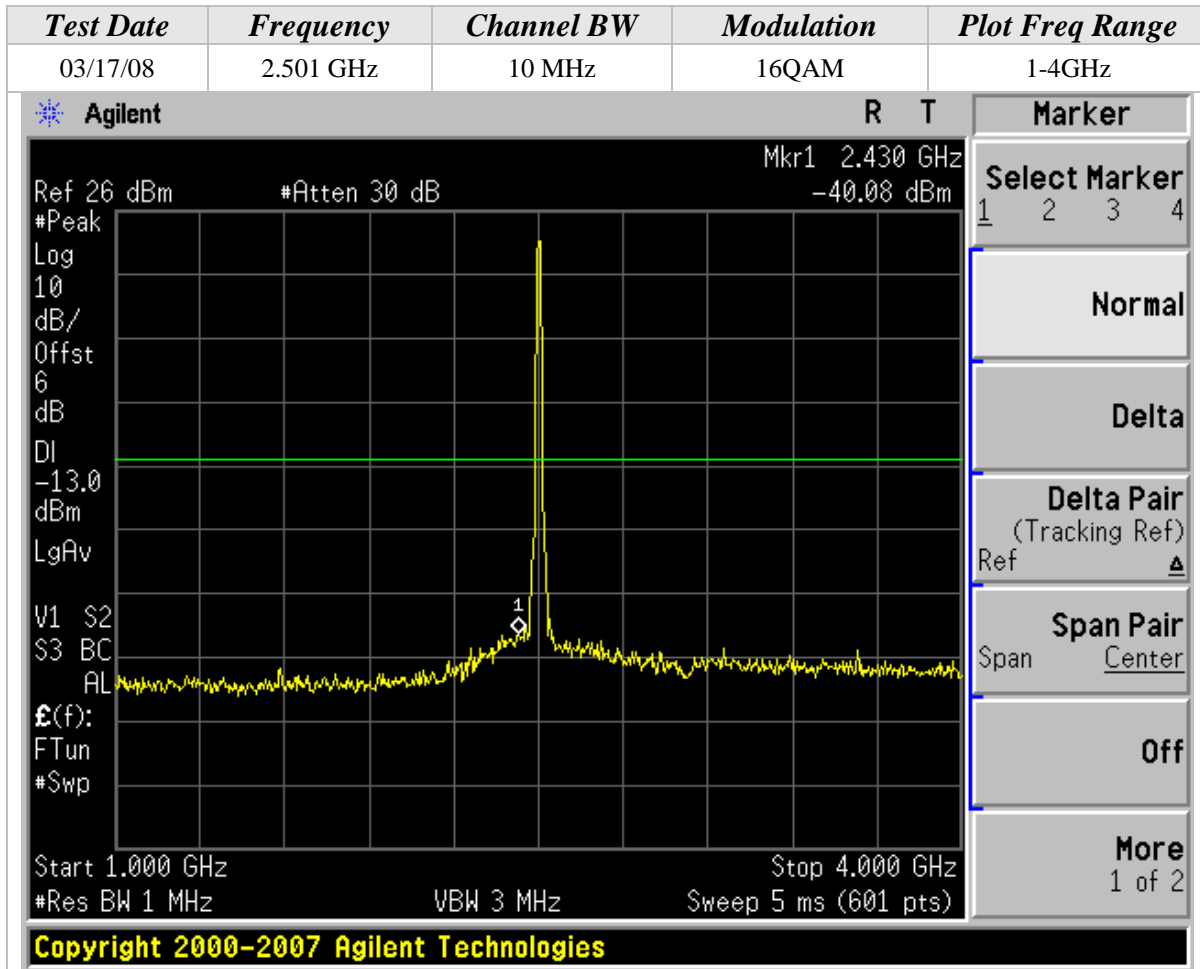 Test Date Frequency Channel BW Modulation Plot Freq Range
03/17/08 2.501 GHz 10 MHz 16QAM 1-4GHz
Agilent R T
Mkr1 2.430 GHz
Ref 26 dBm #Atten 30 dB -40.08 dBm
#Peak
Log
10
dB/
Offst
6
dB
DI
-13.0
dBm
LgAv
V1 S2
S3 BC
AL
£(f):
FTun
#Swp
1
Start 1.000 GHz Stop 4.000 GHz
#Res BW 1 MHz VBW 3 MHz Sweep 5 ms (601 pts)
Marker
Select Marker
1 2 3 4
Normal
Delta
Delta Pair
(Tracking Ref)
Ref Δ
Span Pair
Span Center
Off
More
1 of 2
Copyright 2000-2007 Agilent Technologies